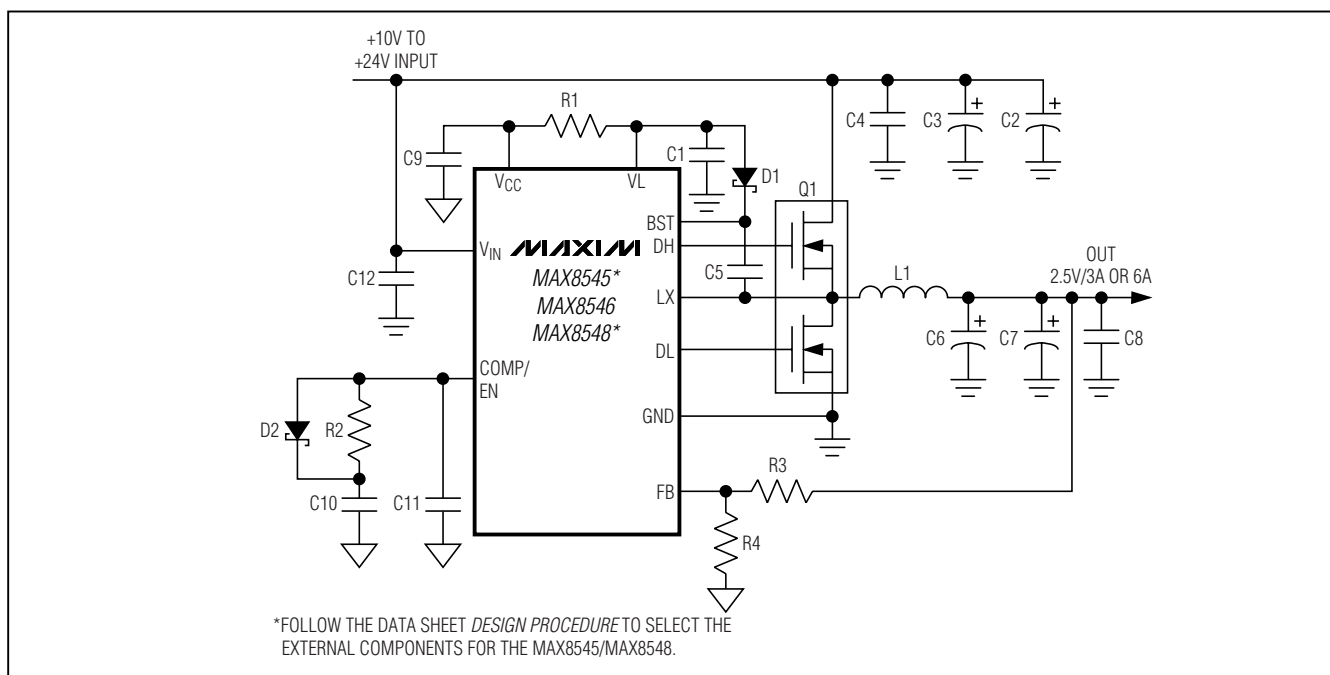 +10V TO
+24V INPUT
R1
C4
C3
+
C2
+
C9
C1
D1
VCC
VL
Q1
BST
VIN
MAXIM
DH
C12
MAX8545*
C5
OUT
2.5V/3A OR 6A
MAX8546
LX
L1
MAX8548*
C6
+
C7
+
C8
DL
COMP/
EN
GND
D2
R2
R3
FB
C10
C11
R4
*FOLLOW THE DATA SHEET DESIGN PROCEDURE TO SELECT THE
EXTERNAL COMPONENTS FOR THE MAX8545/MAX8548.